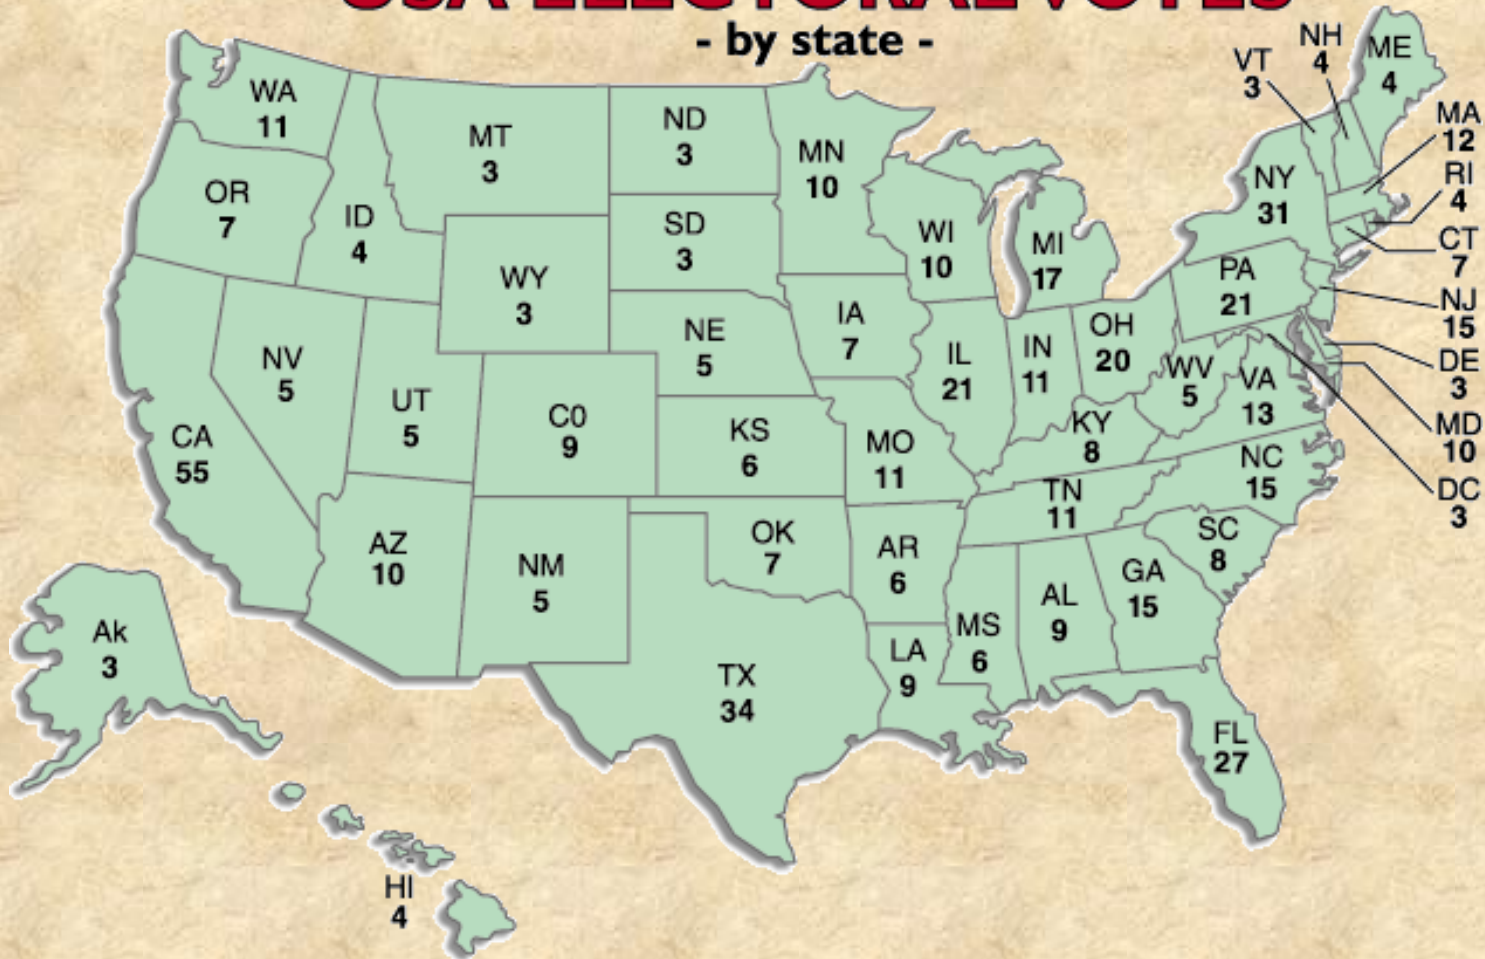 USA ELECTORAL VOTES
- by state -
WA
11
OR
7
CA
55
NV
5
ID
4
MT
3
WY
3
UT
5
AZ
10
C0
9
NM
5
ND
3
SD
3
NE
5
KS
6
OK
7
TX
34
MN
10
IA
7
MO
11
AR
6
LA
9
WI
10
IL
21
MI
17
IN
11
OH
20
KY
8
TN
11
MS
6
AL
9
GA
15
FL
27
SC
8
NC
15
VA
13
WV
5
PA
21
NY
31
VT
3
NH
4
ME
4
MA
12
RI
4
CT
7
NJ
15
DE
3
MD
10
DC
3
Ak
3
HI
4